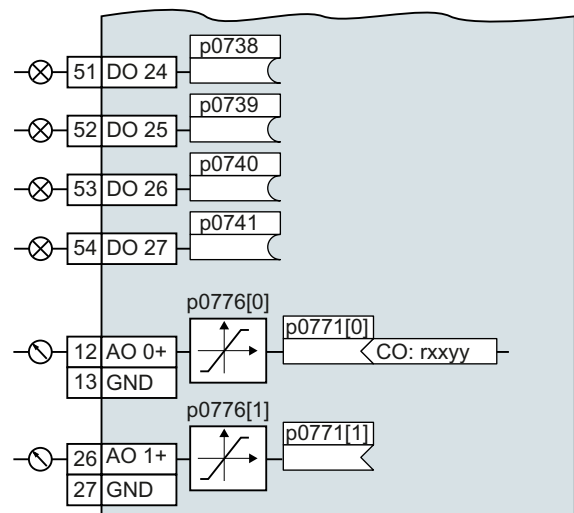 p0738
51 DO 24
p0739
52 DO 25
p0740
53 DO 26
p0741
54 DO 27
p0776[0]
p0771[0]
12 AO 0+
CO: rxxyy
13 GND
p0776[1]
p0771[1]
26 AO 1+
27 GND